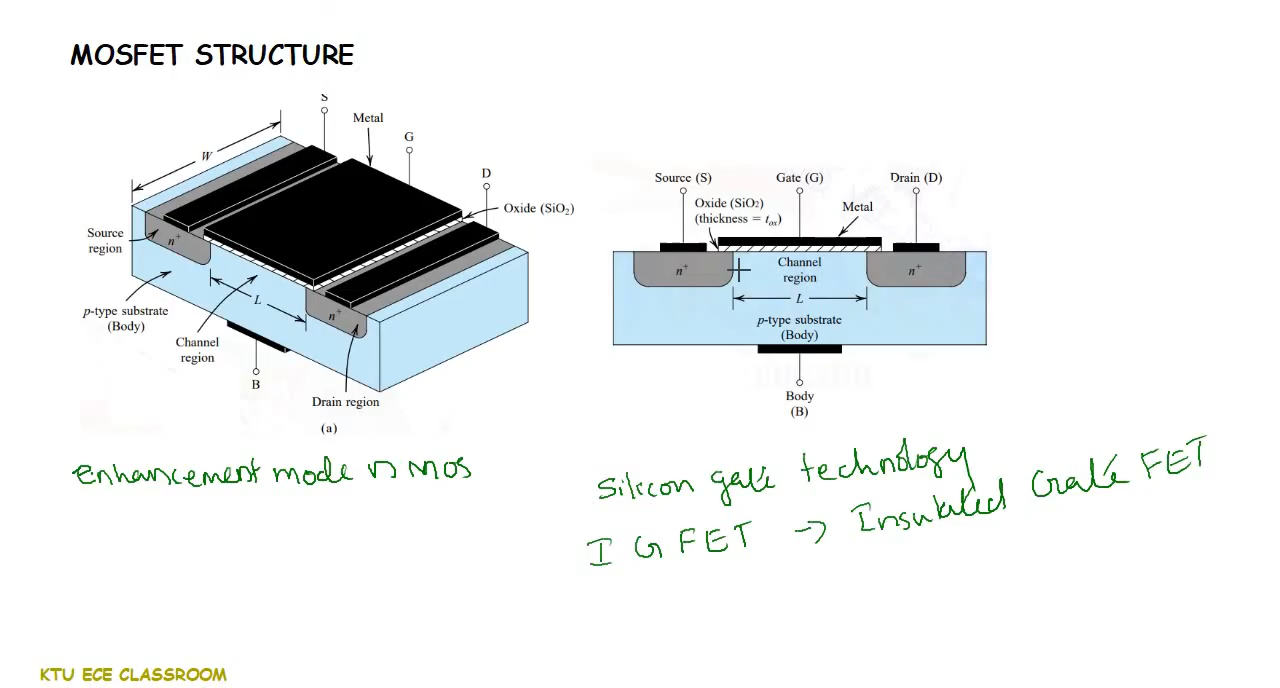 MOSFET STRUCTURE
S
Metal
G
W
D
Oxide (SiO2)
Source
region
n+
L
p-type substrate
(Body)
n+
Channel
region
B
Drain region
(a)
Source (S)
Gate (G)
Drain (D)
Oxide (SiO2)
(thickness = tox)
Metal
n+
Channel
region
n+
L
p-type substrate
(Body)
Body
(B)
Enhancement mode n MOS
Silicon gate technology
IGFET → Insulated Gate FET
KTU ECE CLASSROOM